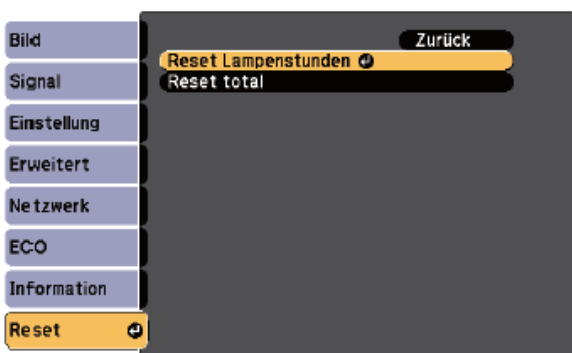 Bild
Signal
Einstellung
Erweitert
Netzwerk
ECO
Information
Reset
Zurück
Reset Lampenstunden
Reset total